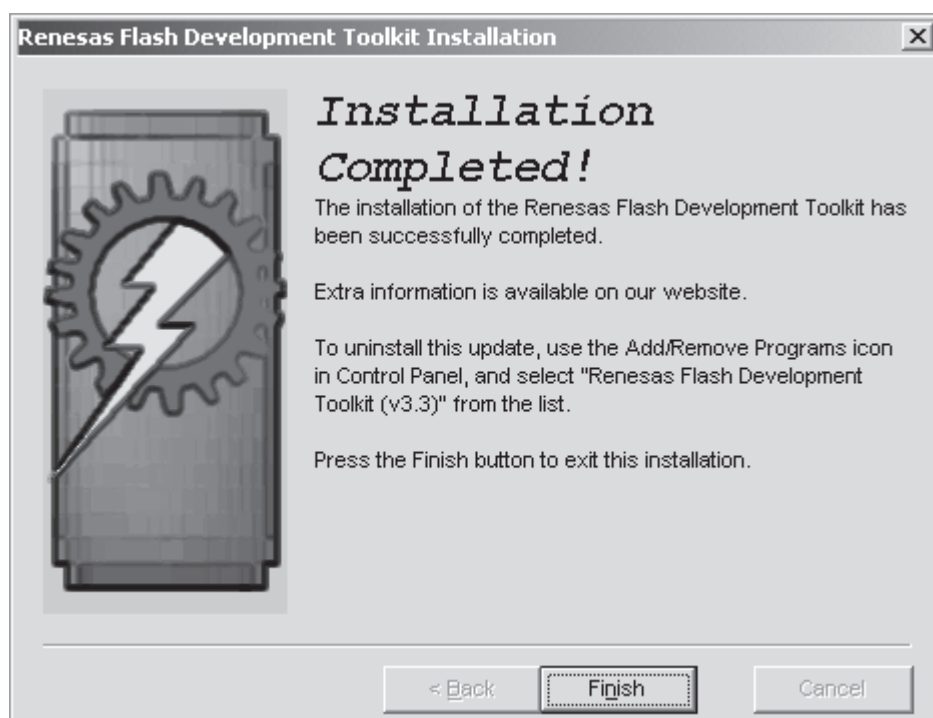 Renesas Flash Development Toolkit Installation
Installation
Completed!
The installation of the Renesas Flash Development Toolkit has
been successfully completed.
Extra information is available on our website.
To uninstall this update, use the Add/Remove Programs icon
in Control Panel, and select "Renesas Flash Development
Toolkit (v3.3)" from the list.
Press the Finish button to exit this installation.
< Back
Finish
Cancel